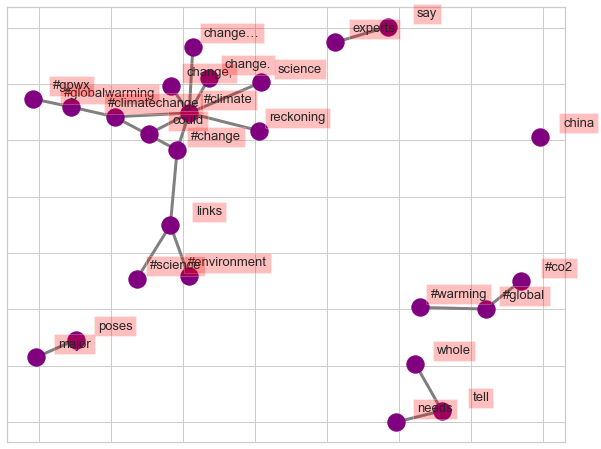 say
experts
change…
change.
science
change,
#gpwx
#globalwarming
#climate
#climatechange
reckoning
could
china
#change
links
#environment
#science
#co2
#warming
#global
poses
major
whole
tell
needs